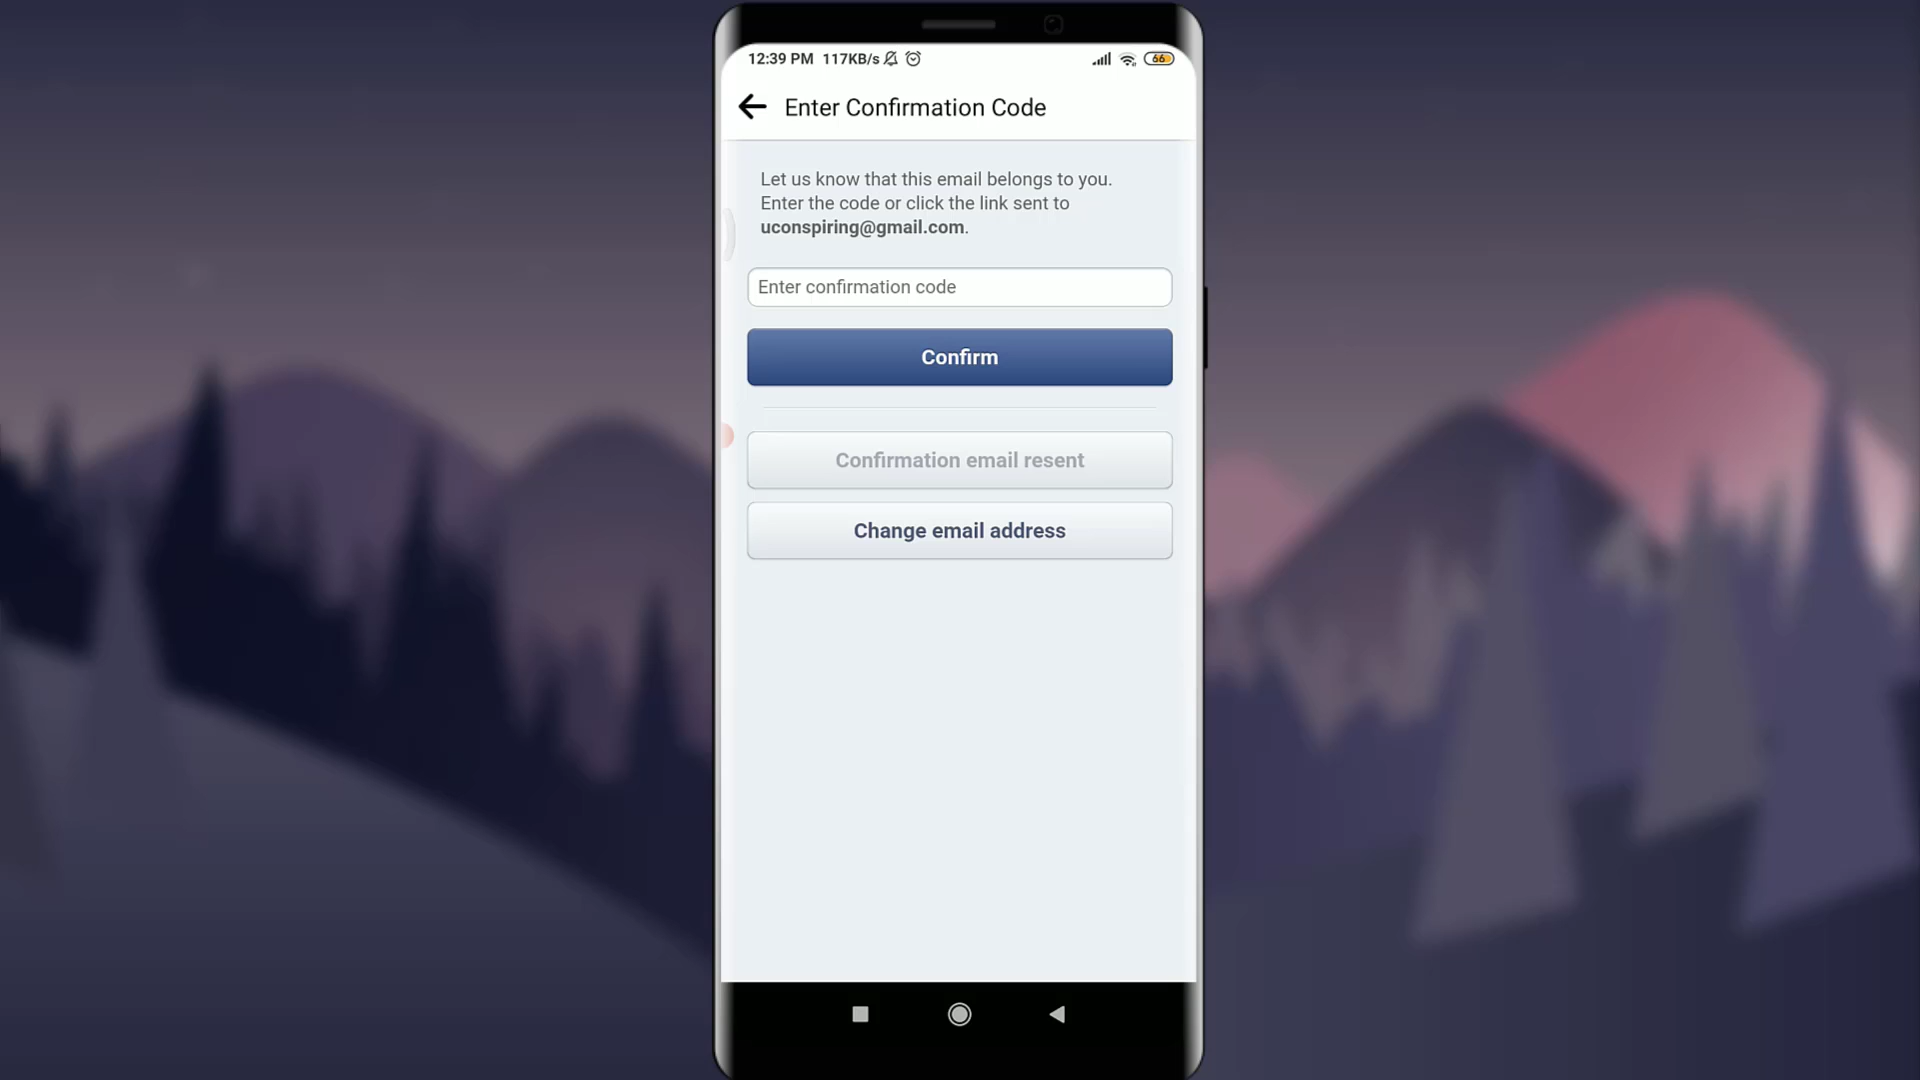 12:39 PM 117KB/s 66
Enter Confirmation Code
Let us know that this email belongs to you.
Enter the code or click the link sent to
uconspiring@gmail.com.
Enter confirmation code
Confirm
Confirmation email resent
Change email address